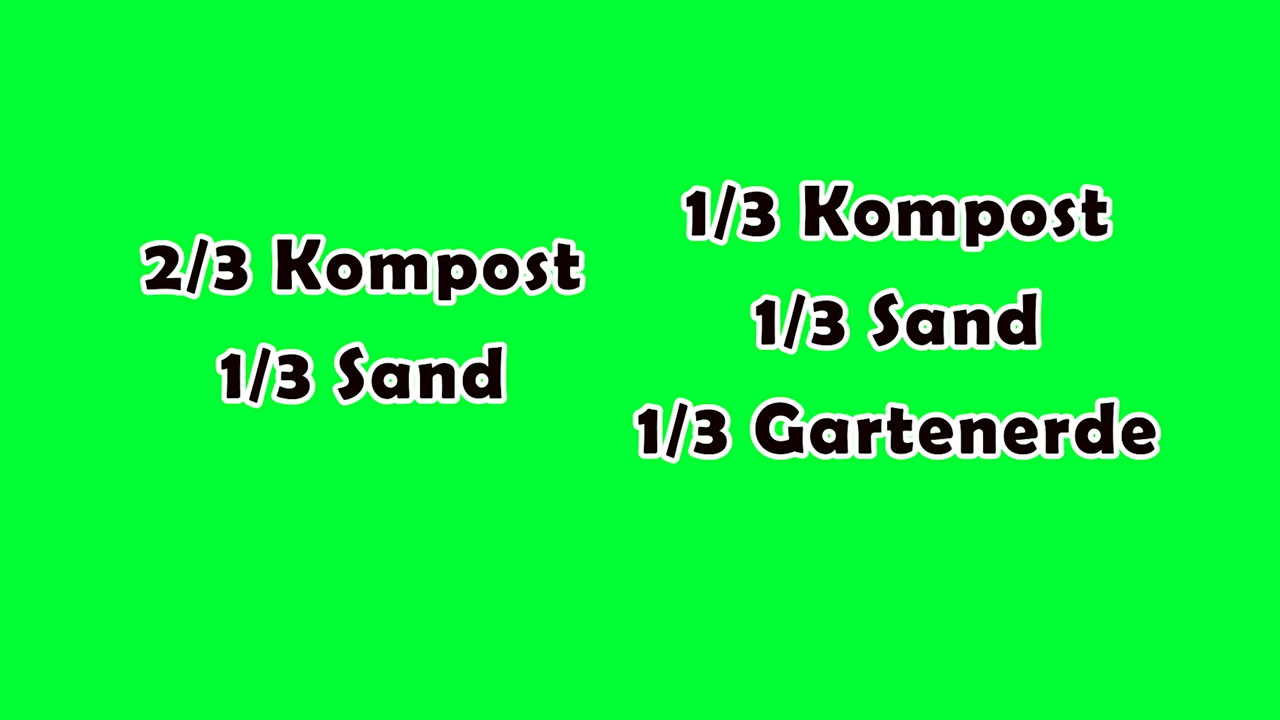 2/3 Kompost
1/3 Sand
1/3 Kompost
1/3 Sand
1/3 Gartenerde